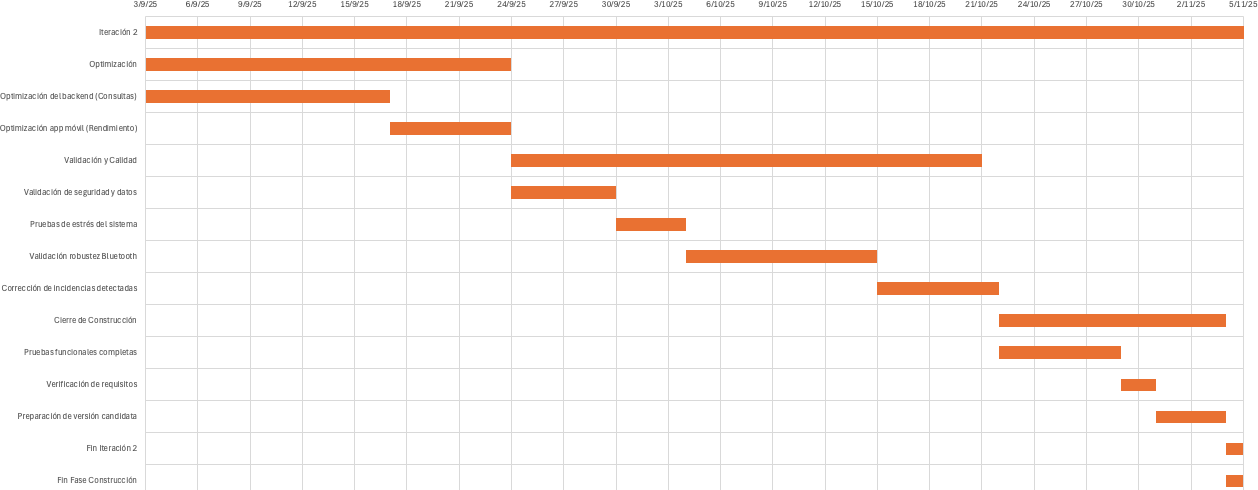 3/9/25 6/9/25 9/9/25 12/9/25 15/9/25 18/9/25 21/9/25 24/9/25 27/9/25 30/9/25 3/10/25 6/10/25 9/10/25 12/10/25 15/10/25 18/10/25 21/10/25 24/10/25 27/10/25 30/10/25 2/11/25 5/11/25
Iteración 2
Optimización
Optimización del backend (Consultas)
Optimización app móvil (Rendimiento)
Validación y Calidad
Validación de seguridad y datos
Pruebas de estrés del sistema
Validación robustez Bluetooth
Corrección de incidencias detectadas
Cierre de Construcción
Pruebas funcionales completas
Verificación de requisitos
Preparación de versión candidata
Fin Iteración 2
Fin Fase Construcción